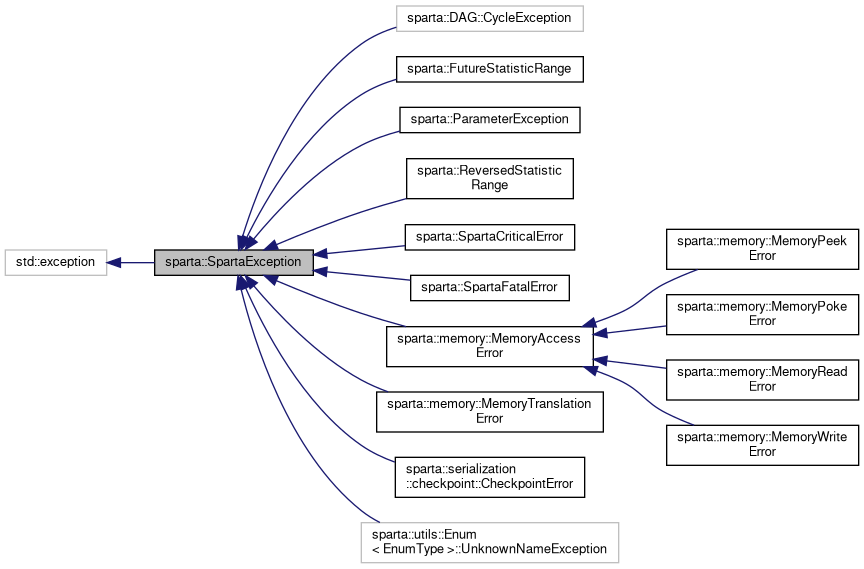 sparta::DAG::CycleException
sparta::FutureStatisticRange
sparta::ParameterException
sparta::ReversedStatistic
Range
sparta::SpartaCriticalError
std::exception
sparta::SpartaException
sparta::SpartaFatalError
sparta::memory::MemoryAccess
Error
sparta::memory::MemoryPeek
Error
sparta::memory::MemoryPoke
Error
sparta::memory::MemoryRead
Error
sparta::memory::MemoryWrite
Error
sparta::memory::MemoryTranslation
Error
sparta::serialization
::checkpoint::CheckpointError
sparta::utils::Enum
< EnumType >::UnknownNameException